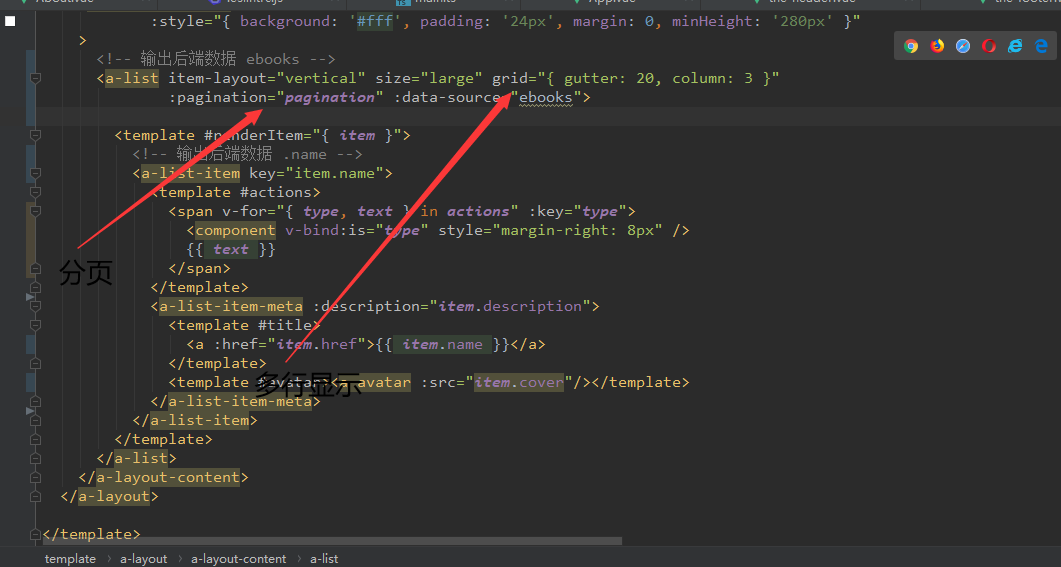 :style="{ background: '#fff', padding: '24px', margin: 0, minHeight: '280px' }"
>
<!-- 输出后端数据 ebooks -->
<a-list item-layout="vertical" size="large" grid="{ gutter: 20, column: 3 }"
:pagination="pagination" :data-source="ebooks">
<template #renderItem="{ item }">
<!-- 输出后端数据 .name -->
<a-list-item key="item.name">
<template #actions>
<span v-for="{ type, text } in actions" :key="type">
<component v-bind:is="type" style="margin-right: 8px" />
{{ text }}
分页
</span>
</template>
<a-list-item-meta :description="item.description">
<template #title>
<a :href="item.href">{{ item.name }}</a>
</template>
<template #avatar><a-avatar :src="item.cover"/></template>
多行显示
</a-list-item-meta>
</a-list-item>
</template>
</a-list>
</a-layout-content>
</a-layout>
</template>
template › a-layout › a-layout-content › a-list